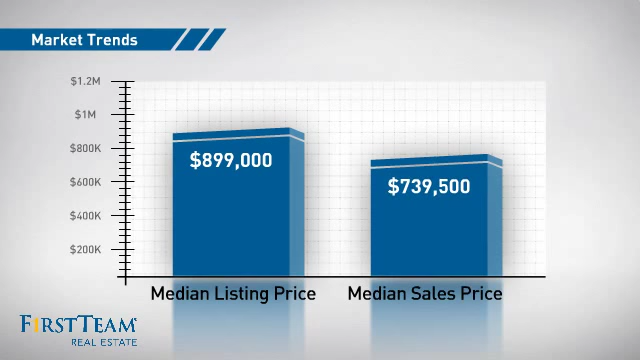 Market Trends
$1.2M
$1M
$800K
$600K
$400K
$200K
$899,000
$739,500
Median Listing Price
Median Sales Price
FIRSTTEAM®
REAL ESTATE